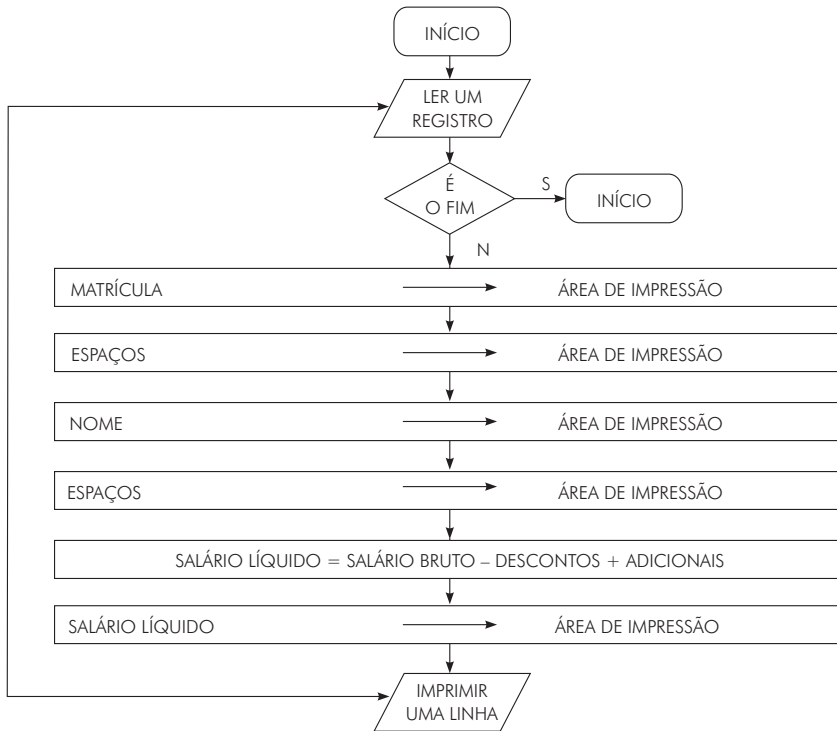 INÍCIO
LER UM
REGISTRO
É
O FIM
S
INÍCIO
N
MATRÍCULA ÁREA DE IMPRESSÃO
ESPAÇOS ÁREA DE IMPRESSÃO
NOME ÁREA DE IMPRESSÃO
ESPAÇOS ÁREA DE IMPRESSÃO
SALÁRIO LÍQUIDO = SALÁRIO BRUTO – DESCONTOS + ADICIONAIS
SALÁRIO LÍQUIDO ÁREA DE IMPRESSÃO
IMPRIMIR
UMA LINHA